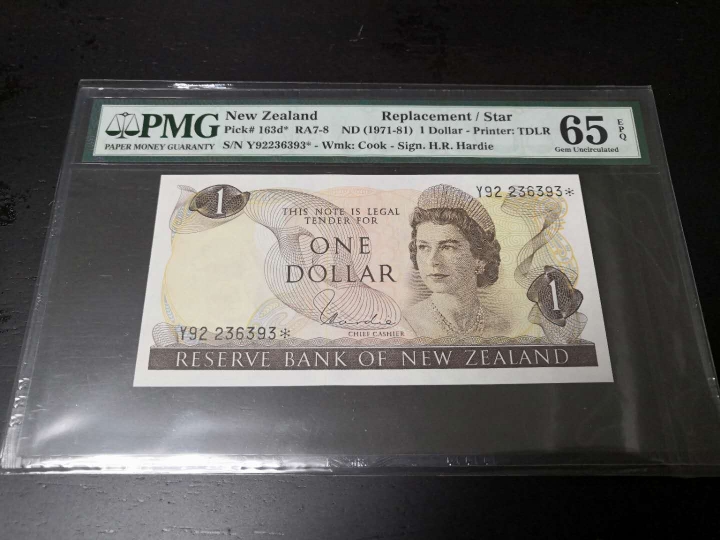 PMG
PAPER MONEY GUARANTY
New Zealand Replacement / Star
Pick# 163d* RA7-8 ND (1971-81) 1 Dollar - Printer: TDLR
S/N Y92236393* - Wmk: Cook - Sign. H.R. Hardie
65 EPQ
Gem Uncirculated
1
Y92 236393*
THIS NOTE IS LEGAL
TENDER FOR
ONE
DOLLAR
1
Hardie
Y92 236393*
CHIEF CASHIER
RESERVE BANK OF NEW ZEALAND